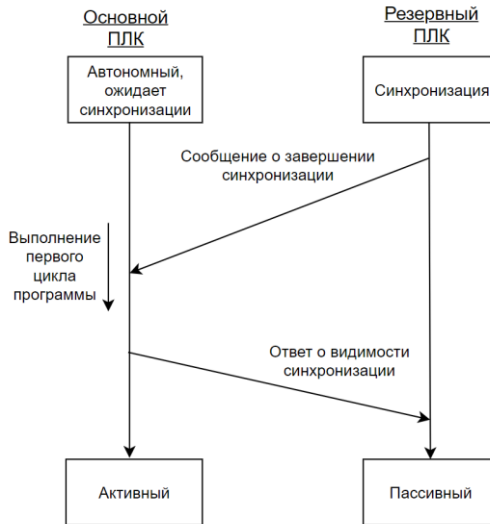 Основной
ПЛК
Резервный
ПЛК
Автономный,
ожидает
синхронизации
Синхронизация
Сообщение о завершении
синхронизации
Выполнение
первого
цикла
программы
Ответ о видимости
синхронизации
Активный
Пассивный